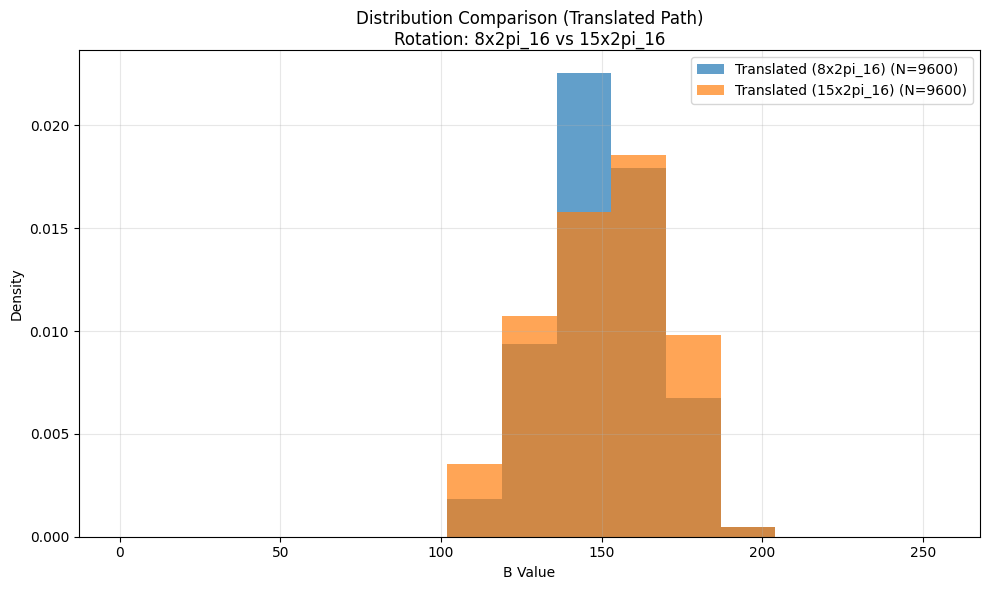 Distribution Comparison (Translated Path)
Rotation: 8x2pi_16 vs 15x2pi_16
Translated (8x2pi_16) (N=9600)
Translated (15x2pi_16) (N=9600)
Density
0.020
0.015
0.010
0.005
0.000
0 50 100 150 200 250
B Value